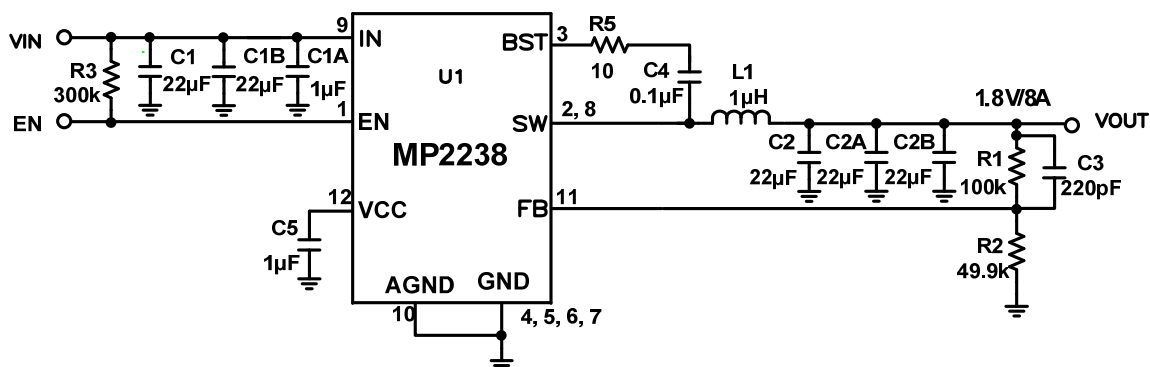 VIN
EN
R3
300k
C1
22µF
C1B
22µF
C1A
1µF
9
IN
1
EN
12
VCC
C5
1µF
U1
MP2238
BST
3
SW
2, 8
FB
11
AGND
10
GND
4, 5, 6, 7
R5
10
C4
0.1µF
L1
1µH
C2
22µF
C2A
22µF
C2B
22µF
1.8V/8A
VOUT
R1
100k
C3
220pF
R2
49.9k